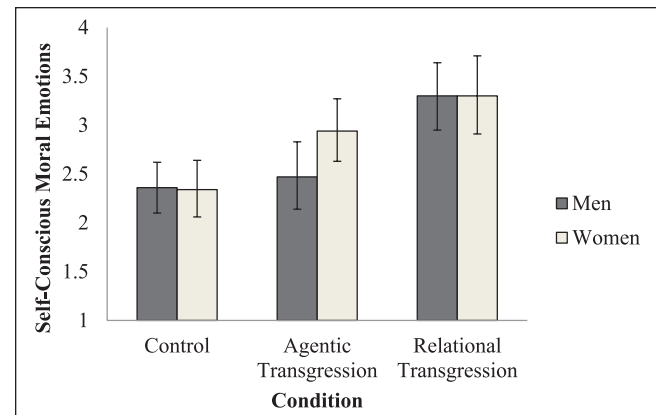 4
3.5
3
2.5
2
1.5
1
Self-Conscious Moral Emotions
Men
Women
Control
Agentic
Transgression
Relational
Transgression
Condition